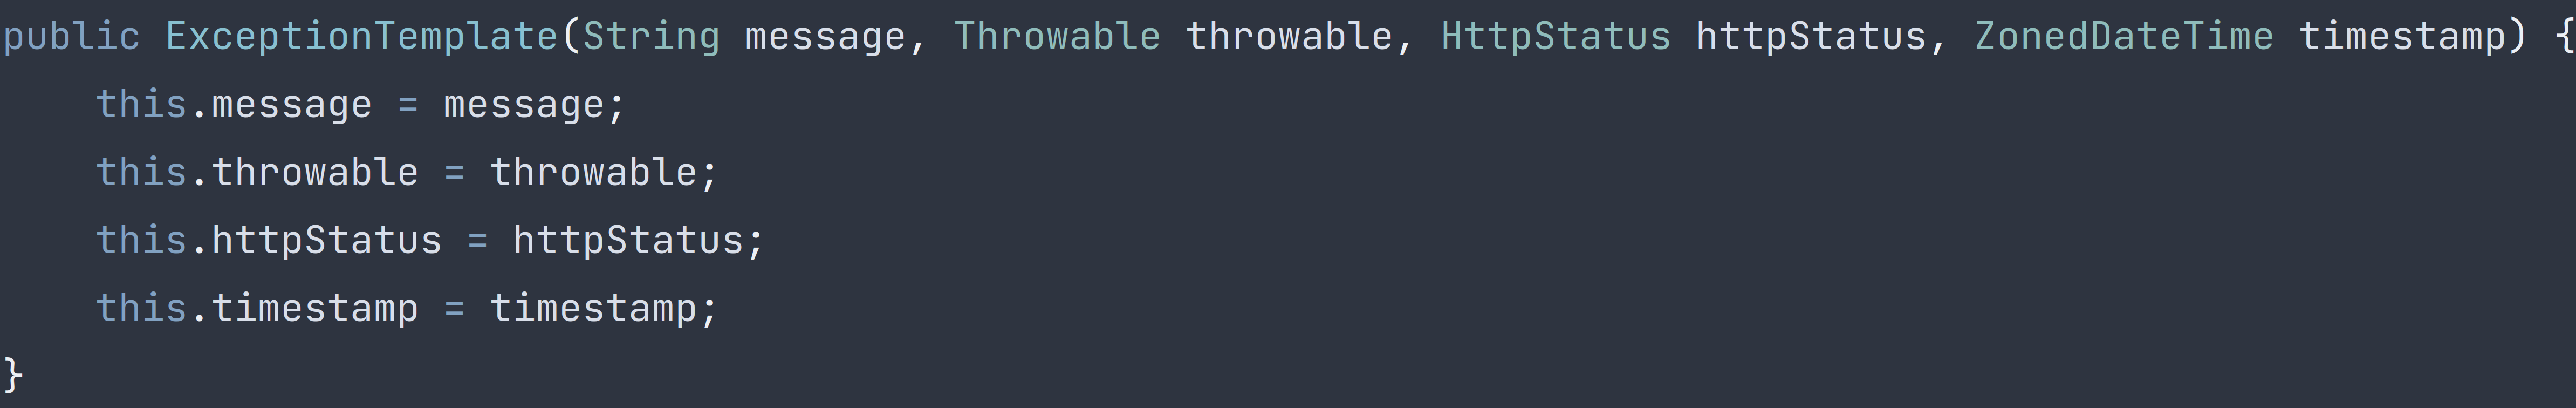 public ExceptionTemplate(String message, Throwable throwable, HttpStatus httpStatus, ZonedDateTime timestamp) {
    this.message = message;
    this.throwable = throwable;
    this.httpStatus = httpStatus;
    this.timestamp = timestamp;
}